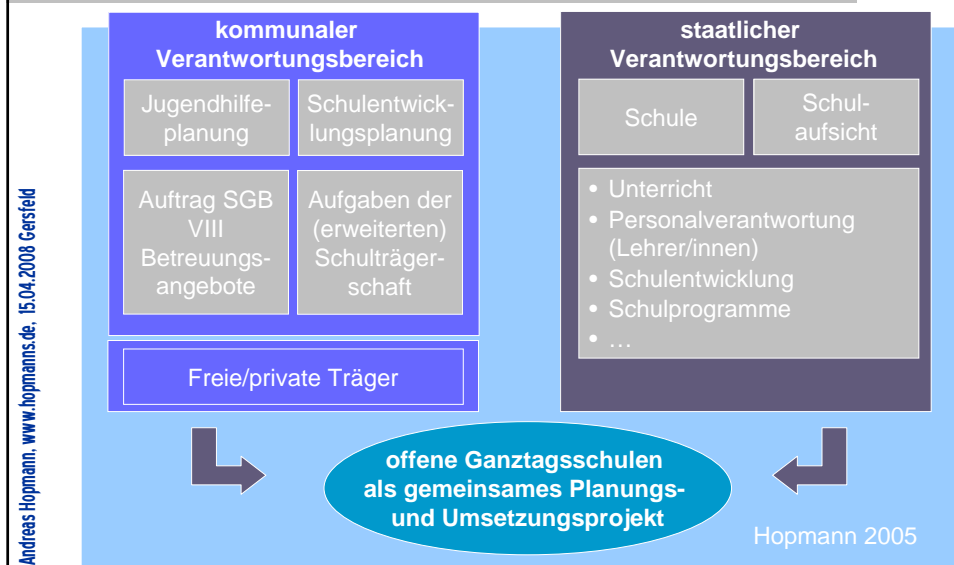 kommunaler
Verantwortungsbereich
Jugendhilfe-
planung
Schulentwick-
lungsplanung
Auftrag SGB
VIII
Betreuungs-
angebote
Aufgaben der
(erweiterten)
Schulträger-
schaft
Freie/private Träger
staatlicher
Verantwortungsbereich
Schule
Schul-
aufsicht
• Unterricht
• Personalverantwortung
(Lehrer/innen)
• Schulentwicklung
• Schulprogramme
• …
offene Ganztagsschulen
als gemeinsames Planungs-
und Umsetzungsprojekt
Hopmann 2005
Andreas Hopmann, www.hopmanns.de, 15.04.2008 Gersfeld